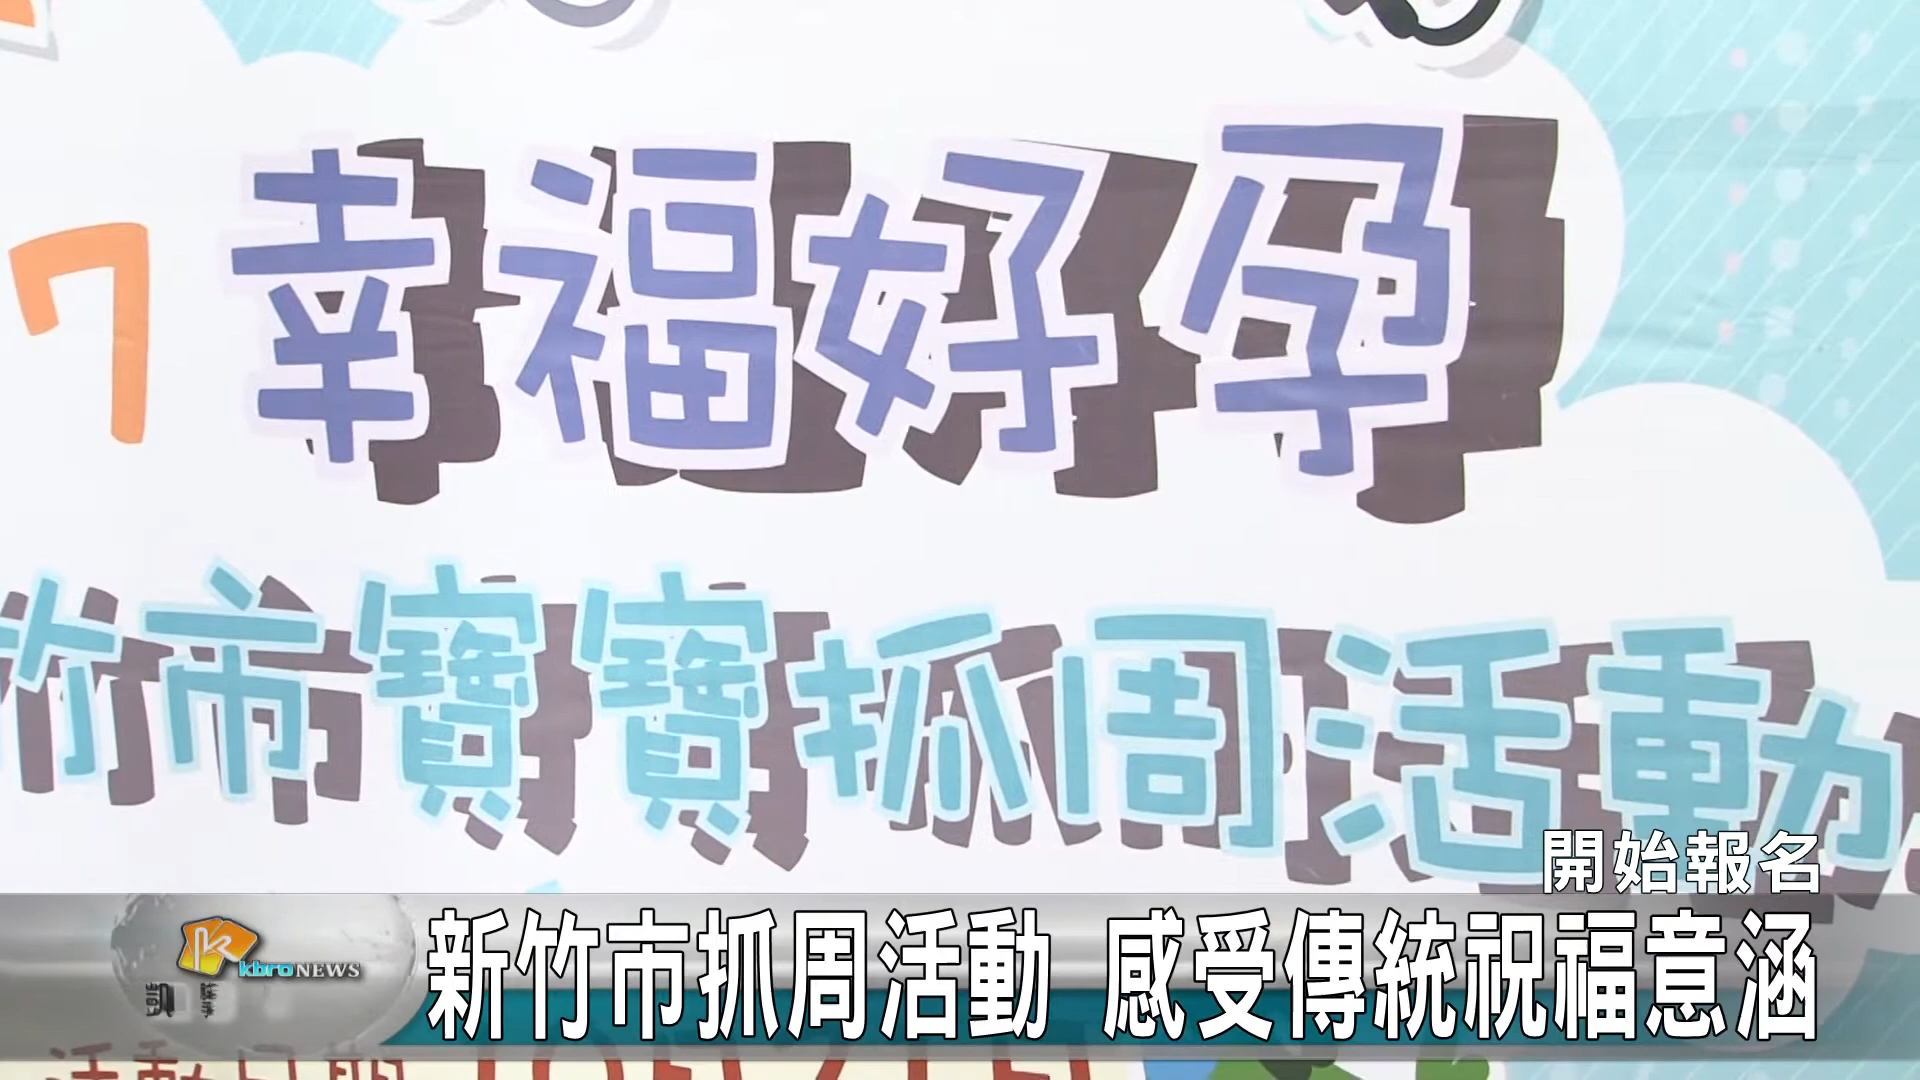 7 幸福好孕
竹市寶寶抓周活動
開始報名
新竹市抓周活動 感受傳統祝福意涵
kbro NEWS